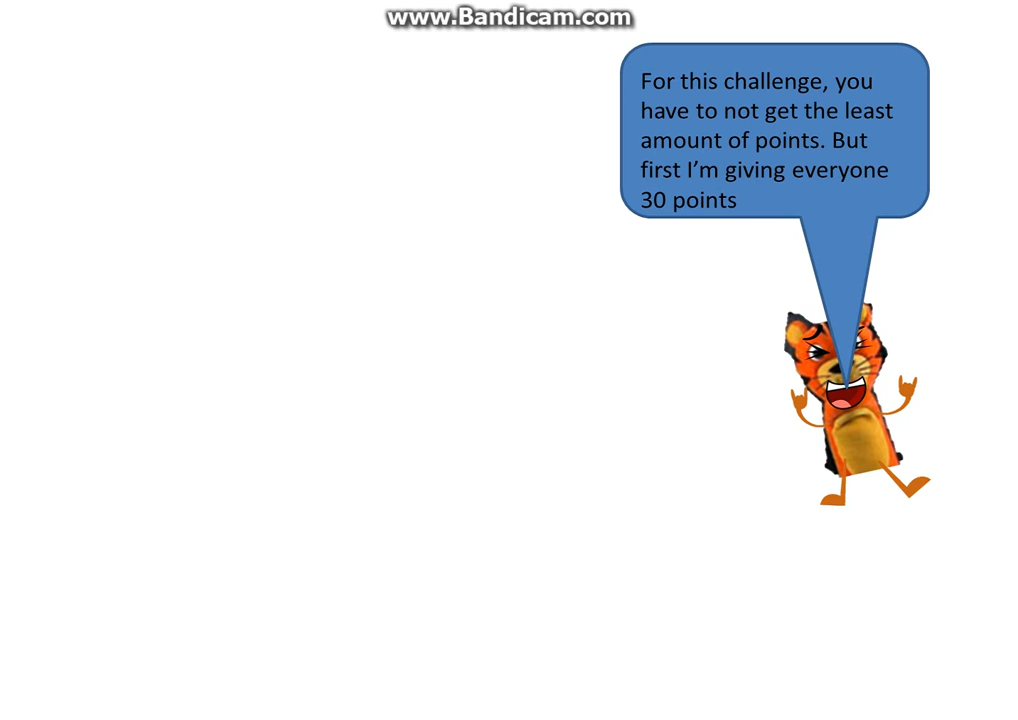 www.Bandicam.com
For this challenge, you
have to not get the least
amount of points. But
first I’m giving everyone
30 points